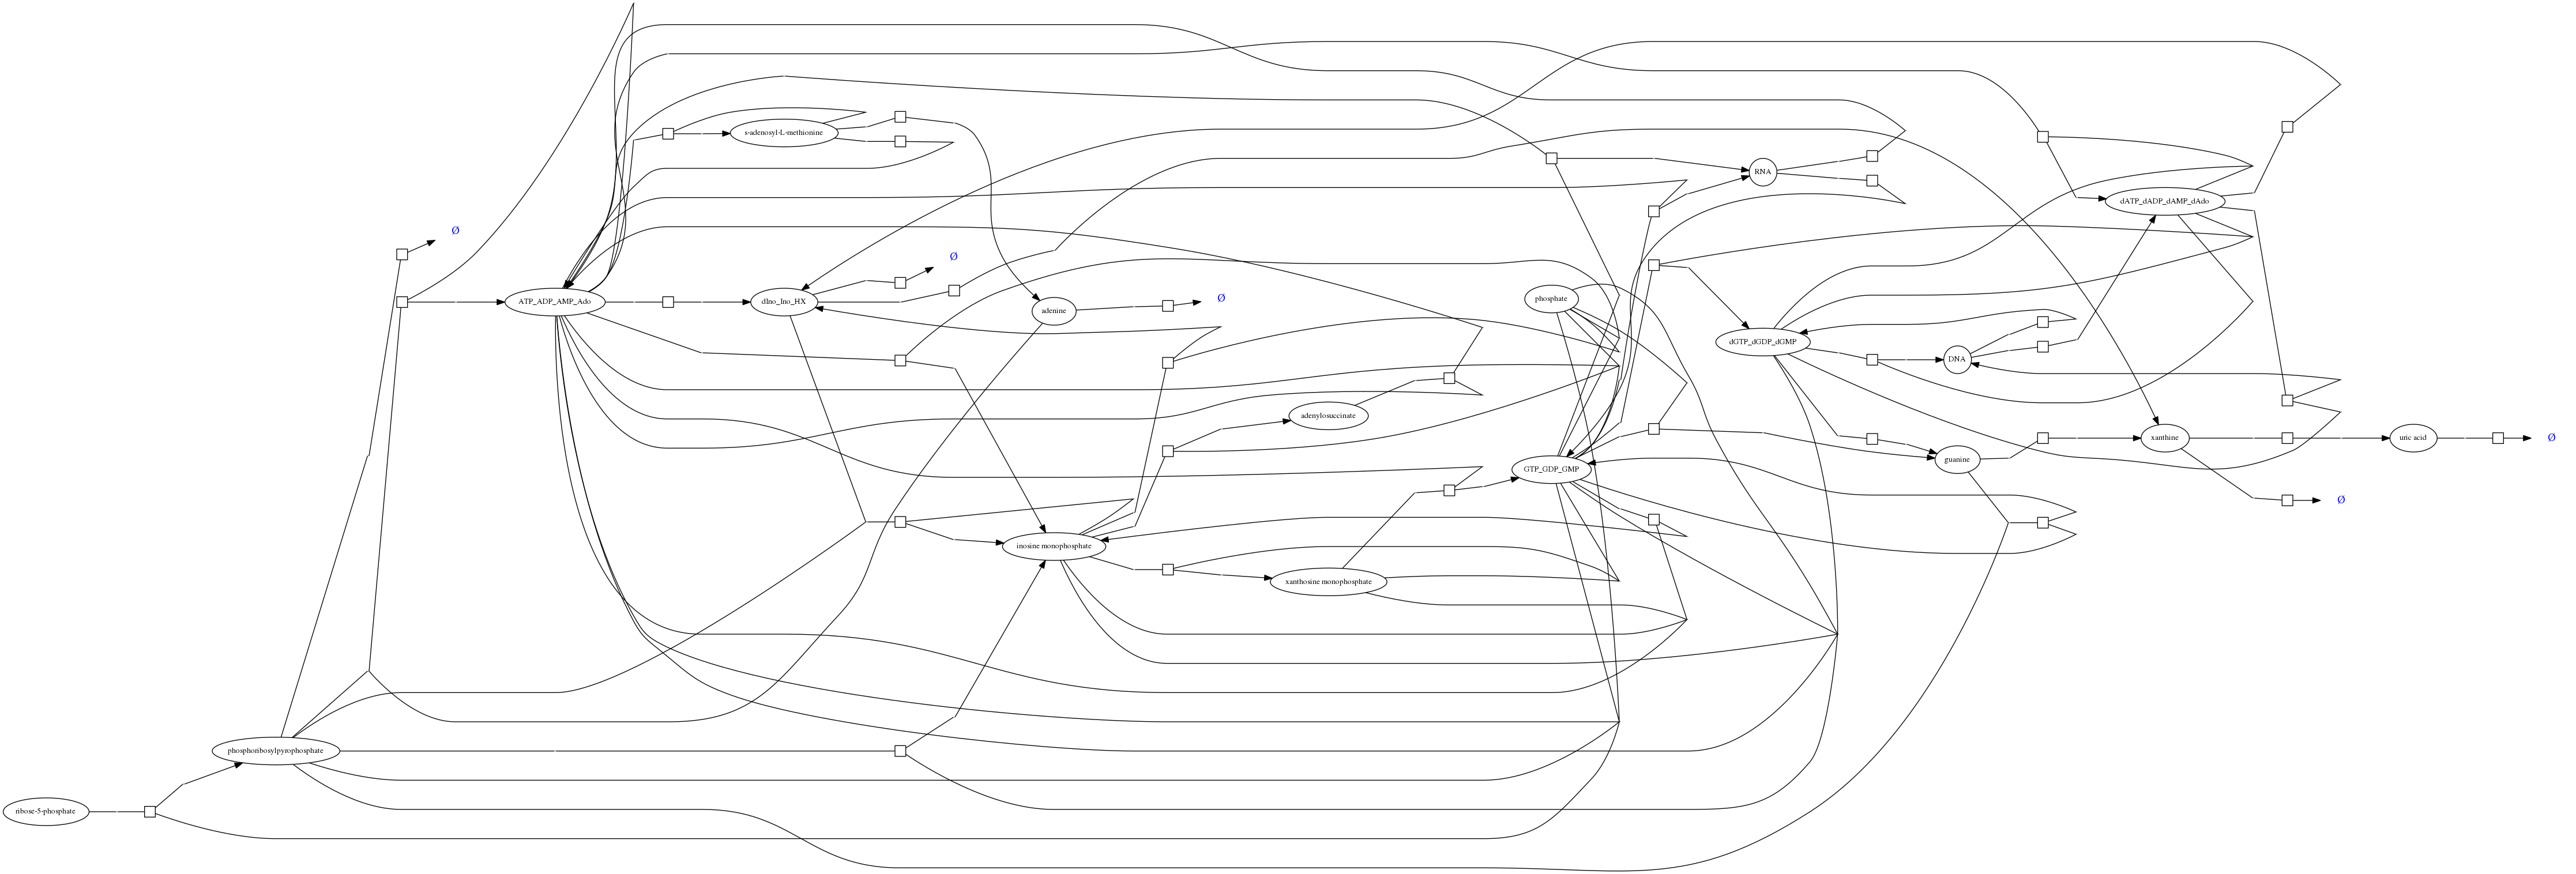 s-adenosyl-L-methionine
RNA
dATP_dADP_dAMP_dAdo
Ø
Ø
ATP_ADP_AMP_Ado
dIno_Ino_HX
adenine
Ø
phosphate
dGTP_dGDP_dGMP
DNA
adenylosuccinate
xanthine
uric acid
Ø
GTP_GDP_GMP
guanine
Ø
inosine monophosphate
xanthosine monophosphate
phosphoribosylpyrophosphate
ribose-5-phosphate